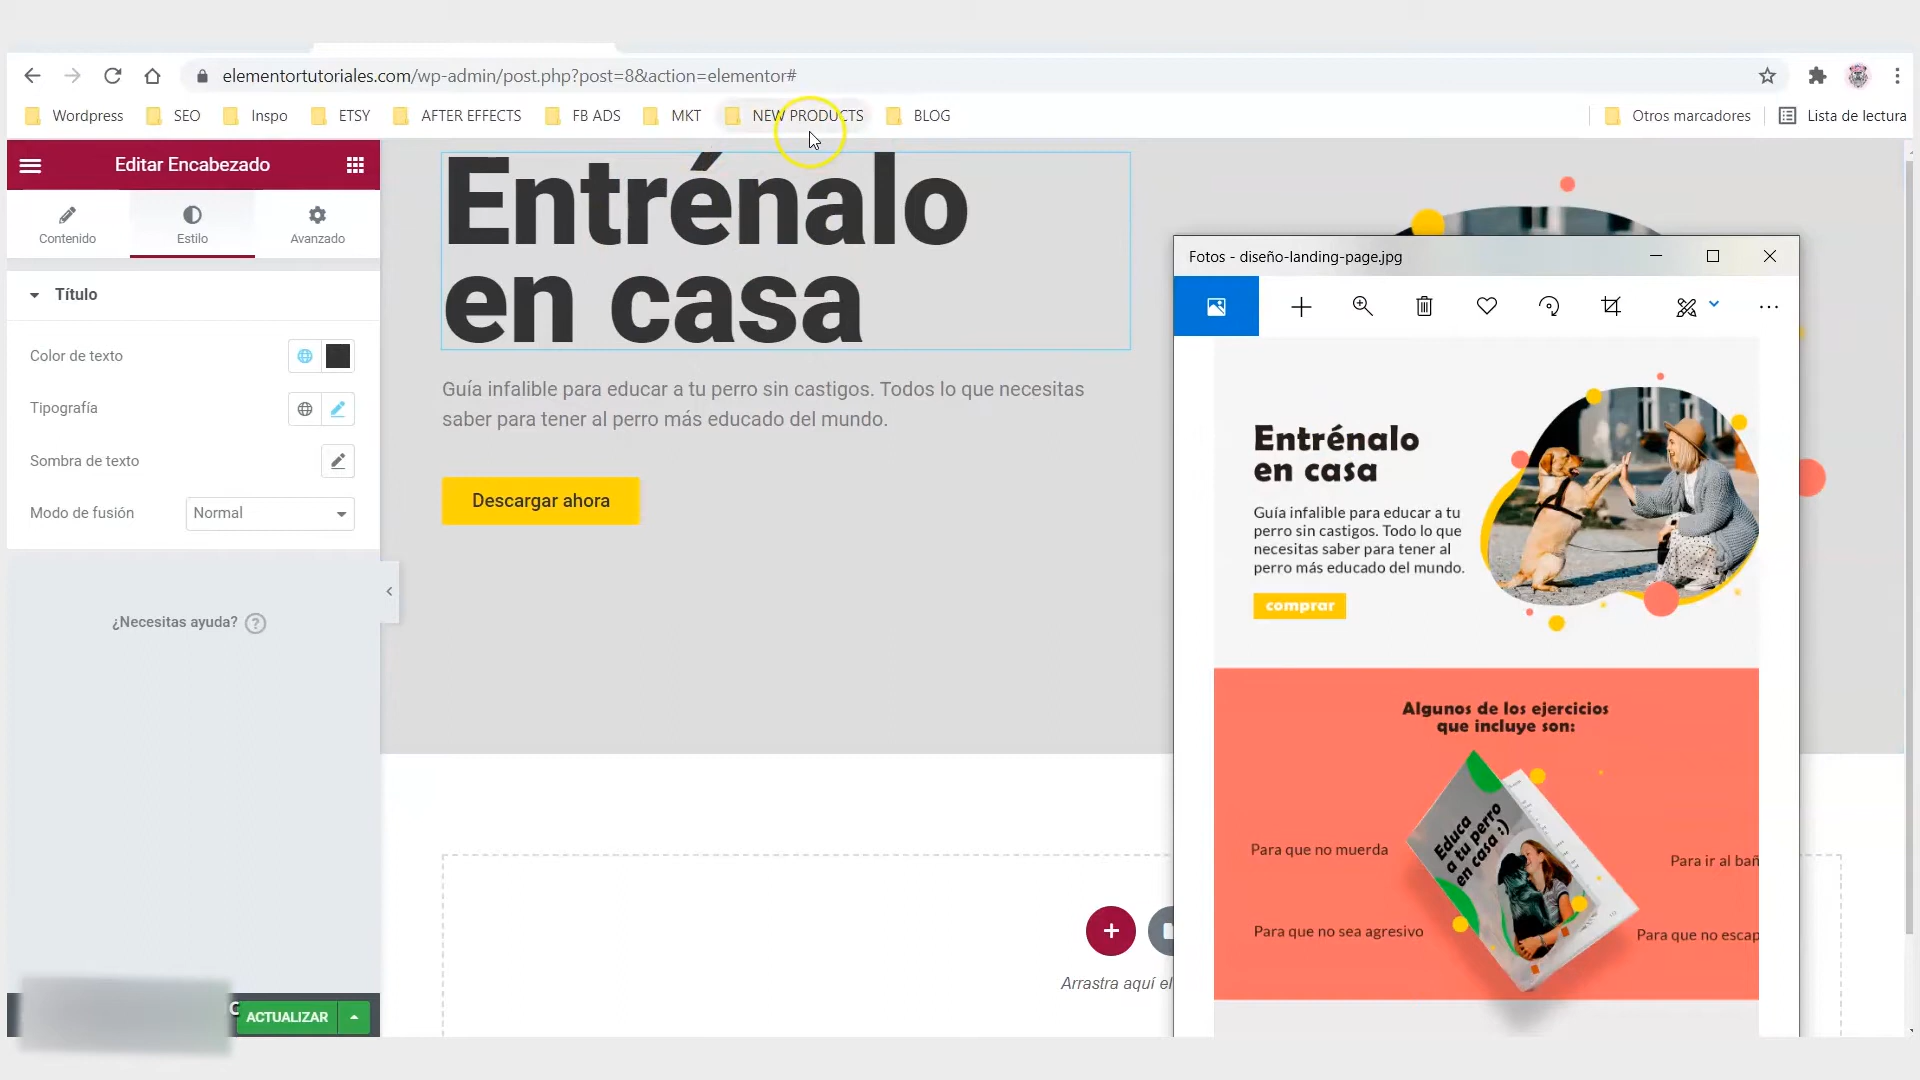 elementortutoriales.com/wp-admin/post.php?post=8&action=elementor#
Wordpress SEO Inspo ETSY AFTER EFFECTS FB ADS MKT NEW PRODUCTS BLOG Otros marcadores Lista de lectura
Editar Encabezado
Contenido Estilo Avanzado
Título
Color de texto
Tipografía
Sombra de texto
Modo de fusión Normal
¿Necesitas ayuda? ?
ACTUALIZAR
Entrénalo
en casa
Guía infalible para educar a tu perro sin castigos. Todos lo que necesitas
saber para tener al perro más educado del mundo.
Descargar ahora
Arrastra aquí el
Fotos - diseño-landing-page.jpg
Entrénalo
en casa
Guía infalible para educar a tu
perro sin castigos. Todo lo que
necesitas saber para tener al
perro más educado del mundo.
comprar
Algunos de los ejercicios
que incluye son:
Educa
a tu perro
en casa :)
Para que no muerda
Para ir al bañ
Para que no sea agresivo
Para que no escap